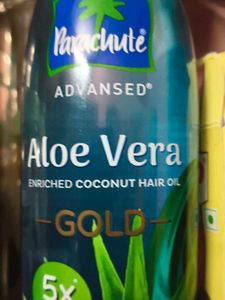 Parachute®
ADVANSED®
Aloe Vera
ENRICHED COCONUT HAIR OIL
GOLD
5x